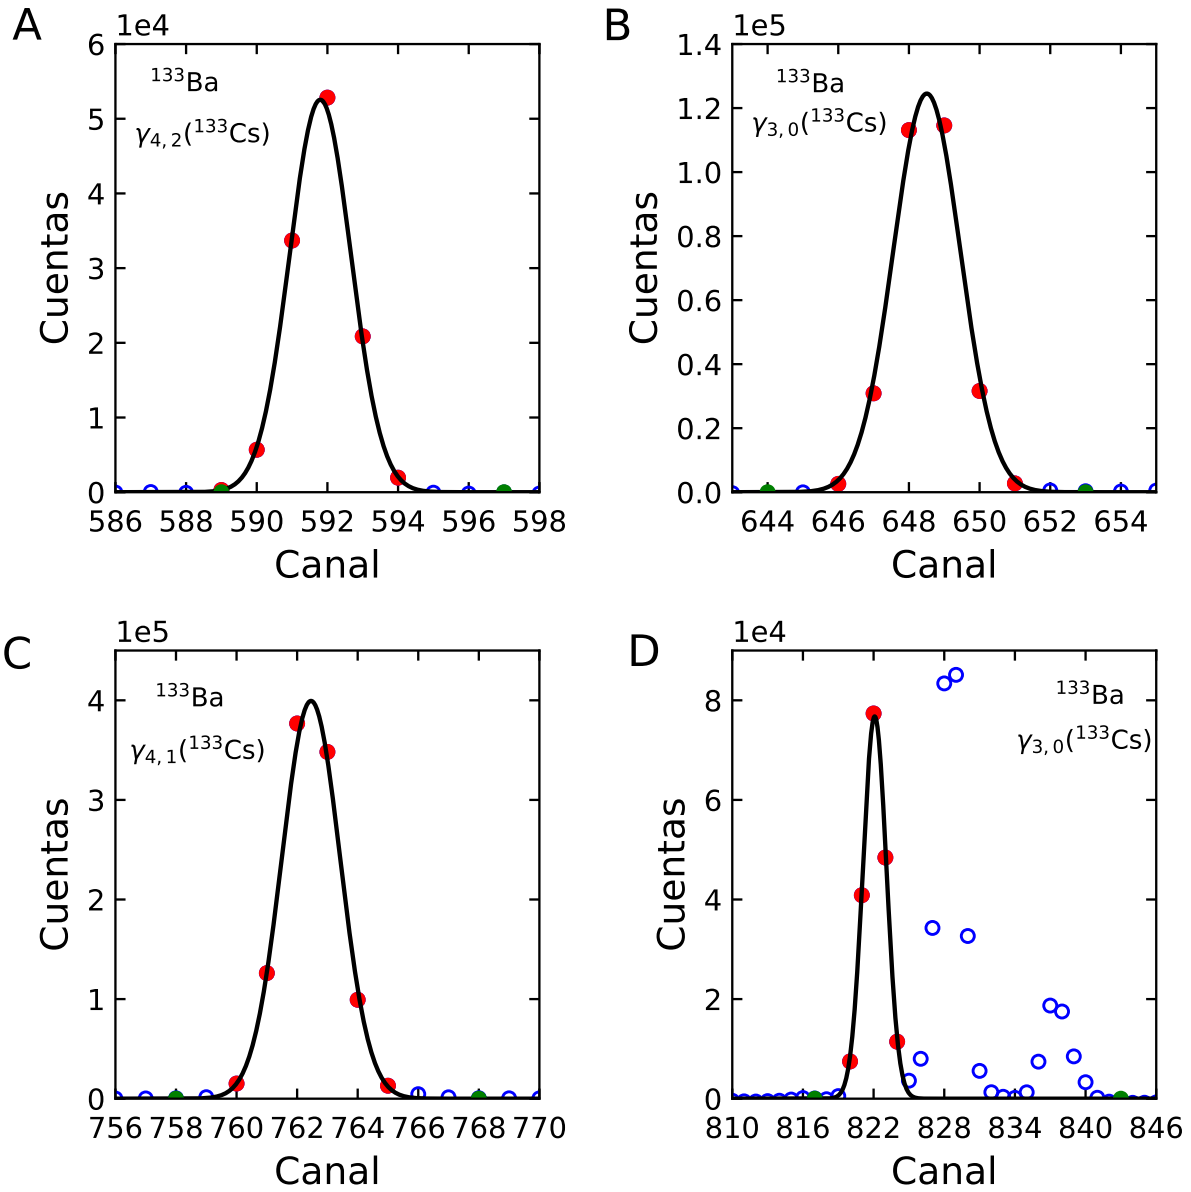 A
1e4
¹³³Ba
γ₄,₂(¹³³Cs)
Cuentas
6
5
4
3
2
1
0
586 588 590 592 594 596 598
Canal
B
1e5
¹³³Ba
γ₃,₀(¹³³Cs)
Cuentas
1.4
1.2
1.0
0.8
0.6
0.4
0.2
0.0
644 646 648 650 652 654
Canal
C
1e5
¹³³Ba
γ₄,₁(¹³³Cs)
Cuentas
4
3
2
1
0
756 758 760 762 764 766 768 770
Canal
D
1e4
¹³³Ba
γ₃,₀(¹³³Cs)
Cuentas
8
6
4
2
0
810 816 822 828 834 840 846
Canal